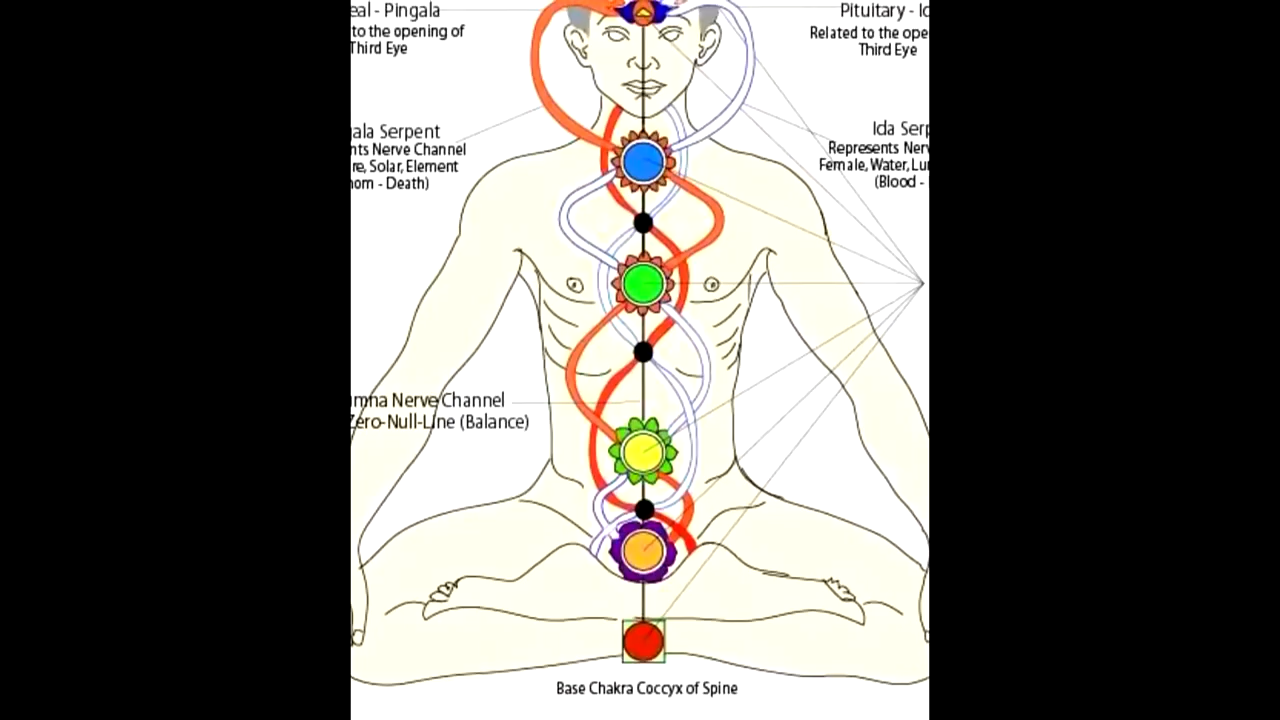 eal - Pingala
to the opening of
Third Eye
Pituitary - Id
Related to the ope
Third Eye
ala Serpent
nts Nerve Channel
re, Solar, Element
nom - Death)
Ida Serp
Represents Nerv
Female, Water, Lu
(Blood -
mna Nerve Channel
Zero-Null-Line (Balance)
Base Chakra Coccyx of Spine